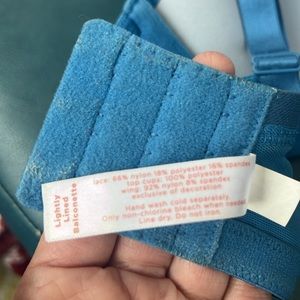 Lightly
Lined
Balconette
lace: 66% nylon 18% polyester 16% spandex
top cups: 100% polyester
wing: 92% nylon 8% spandex
exclusive of decoration
Hand wash cold separately
Only non-chlorine bleach when needed
Line dry. Do not iron.